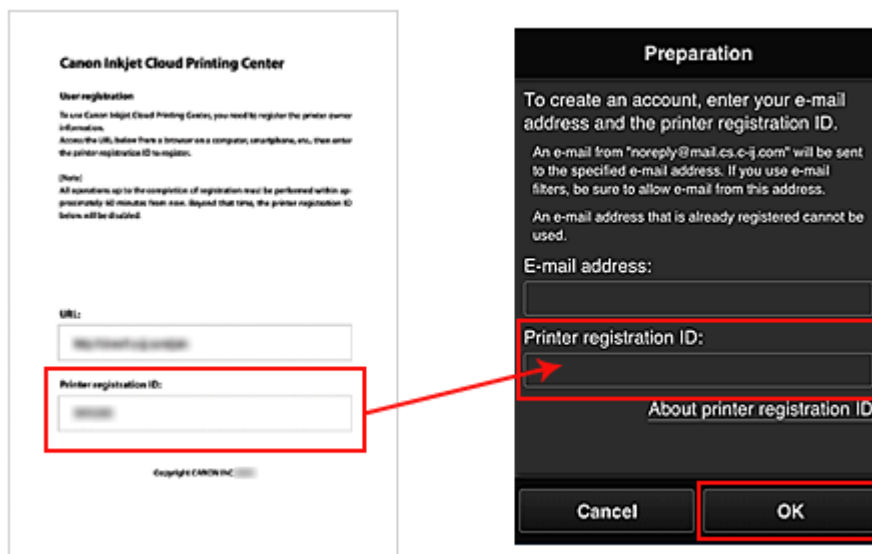 Canon Inkjet Cloud Printing Center
User registration
To use Canon Inkjet Cloud Printing Center, you need to register the printer owner
information.
Access the URL below from a browser on a computer, smartphone, etc., then enter
the printer registration ID to register.
[Note]
All operations up to the completion of registration must be performed within ap-
proximately 60 minutes from now. Beyond that time, the printer registration ID
below will be disabled.
URL:
Printer registration ID:
Copyright CANON INC.
Preparation
To create an account, enter your e-mail
address and the printer registration ID.
An e-mail from "noreply@mail.cs.c-ij.com" will be sent
to the specified e-mail address. If you use e-mail
filters, be sure to allow e-mail from this address.
An e-mail address that is already registered cannot be
used.
E-mail address:
Printer registration ID:
About printer registration ID
Cancel
OK